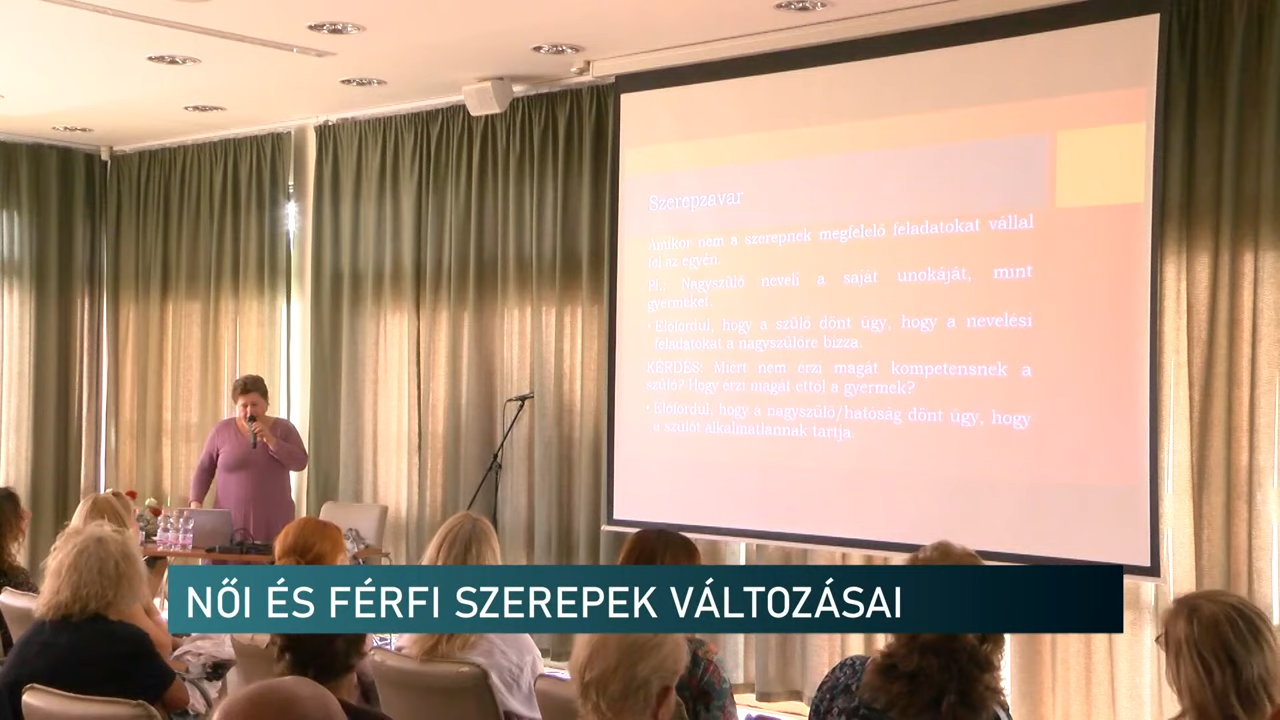 Szerepzavar
Amikor nem a szerepnek megfelelő feladatokat vállal
fel az egyén.
Pl.: Nagyszülő neveli a saját unokáját, mint
gyermekét.
• Előfordul, hogy a szülő dönt úgy, hogy a nevelési
feladatokat a nagyszülőre bízza.
KÉRDÉS: Miért nem érzi magát kompetensnek a
szülő? Hogy érzi magát ettől a gyermek?
• Előfordul, hogy a nagyszülő/hatóság dönt úgy, hogy
a szülőt alkalmatlannak tartja.
NŐI ÉS FÉRFI SZEREPEK VÁLTOZÁSAI